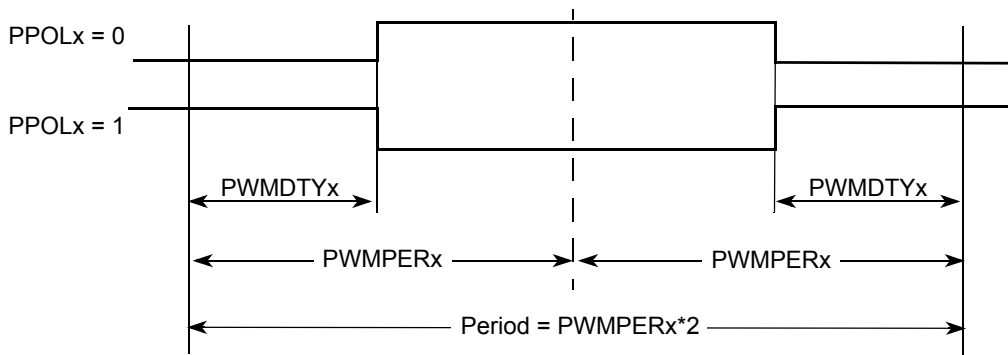 PPOLx = 0
PPOLx = 1
PWMDTYx
PWMDTYx
PWMPERx
PWMPERx
Period = PWMPERx*2